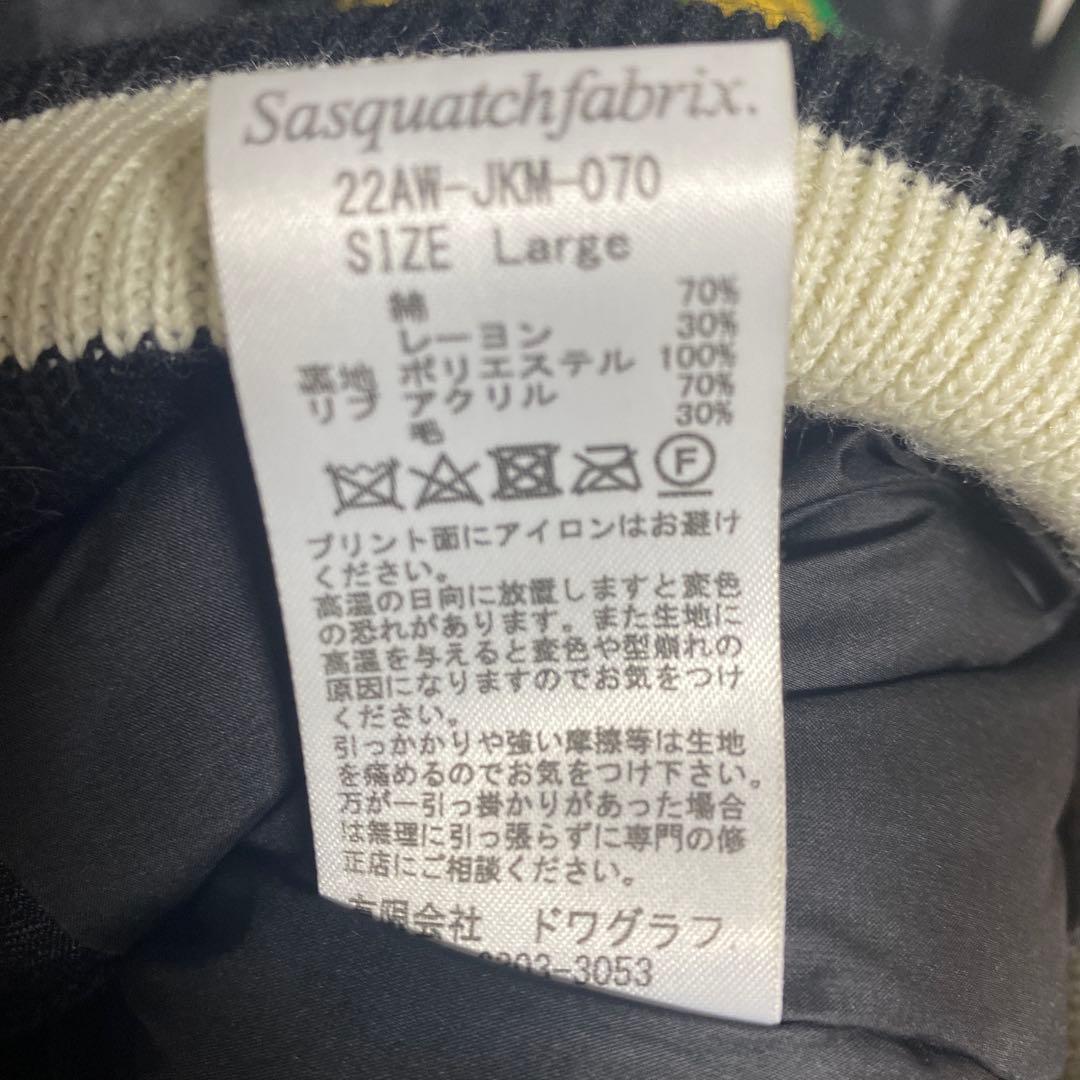 Sasquatchfabrix.
22AW-JKM-070
SIZE Large
綿 70%
レーヨン 30%
裏地 ポリエステル 100%
リブ アクリル 70%
毛 30%
F
プリント面にアイロンはお避け
ください。
高温の日向に放置しますと変色
の恐れがあります。また生地に
高温を与えると変色や型崩れの
原因になりますのでお気をつけ
ください。
引っかかりや強い摩擦等は生地
を痛めるのでお気をつけ下さい。
万が一引っ掛かりがあった場合
は無理に引っ張らずに専門の修
正店にご相談ください。
有限会社 ドワグラフ
3053